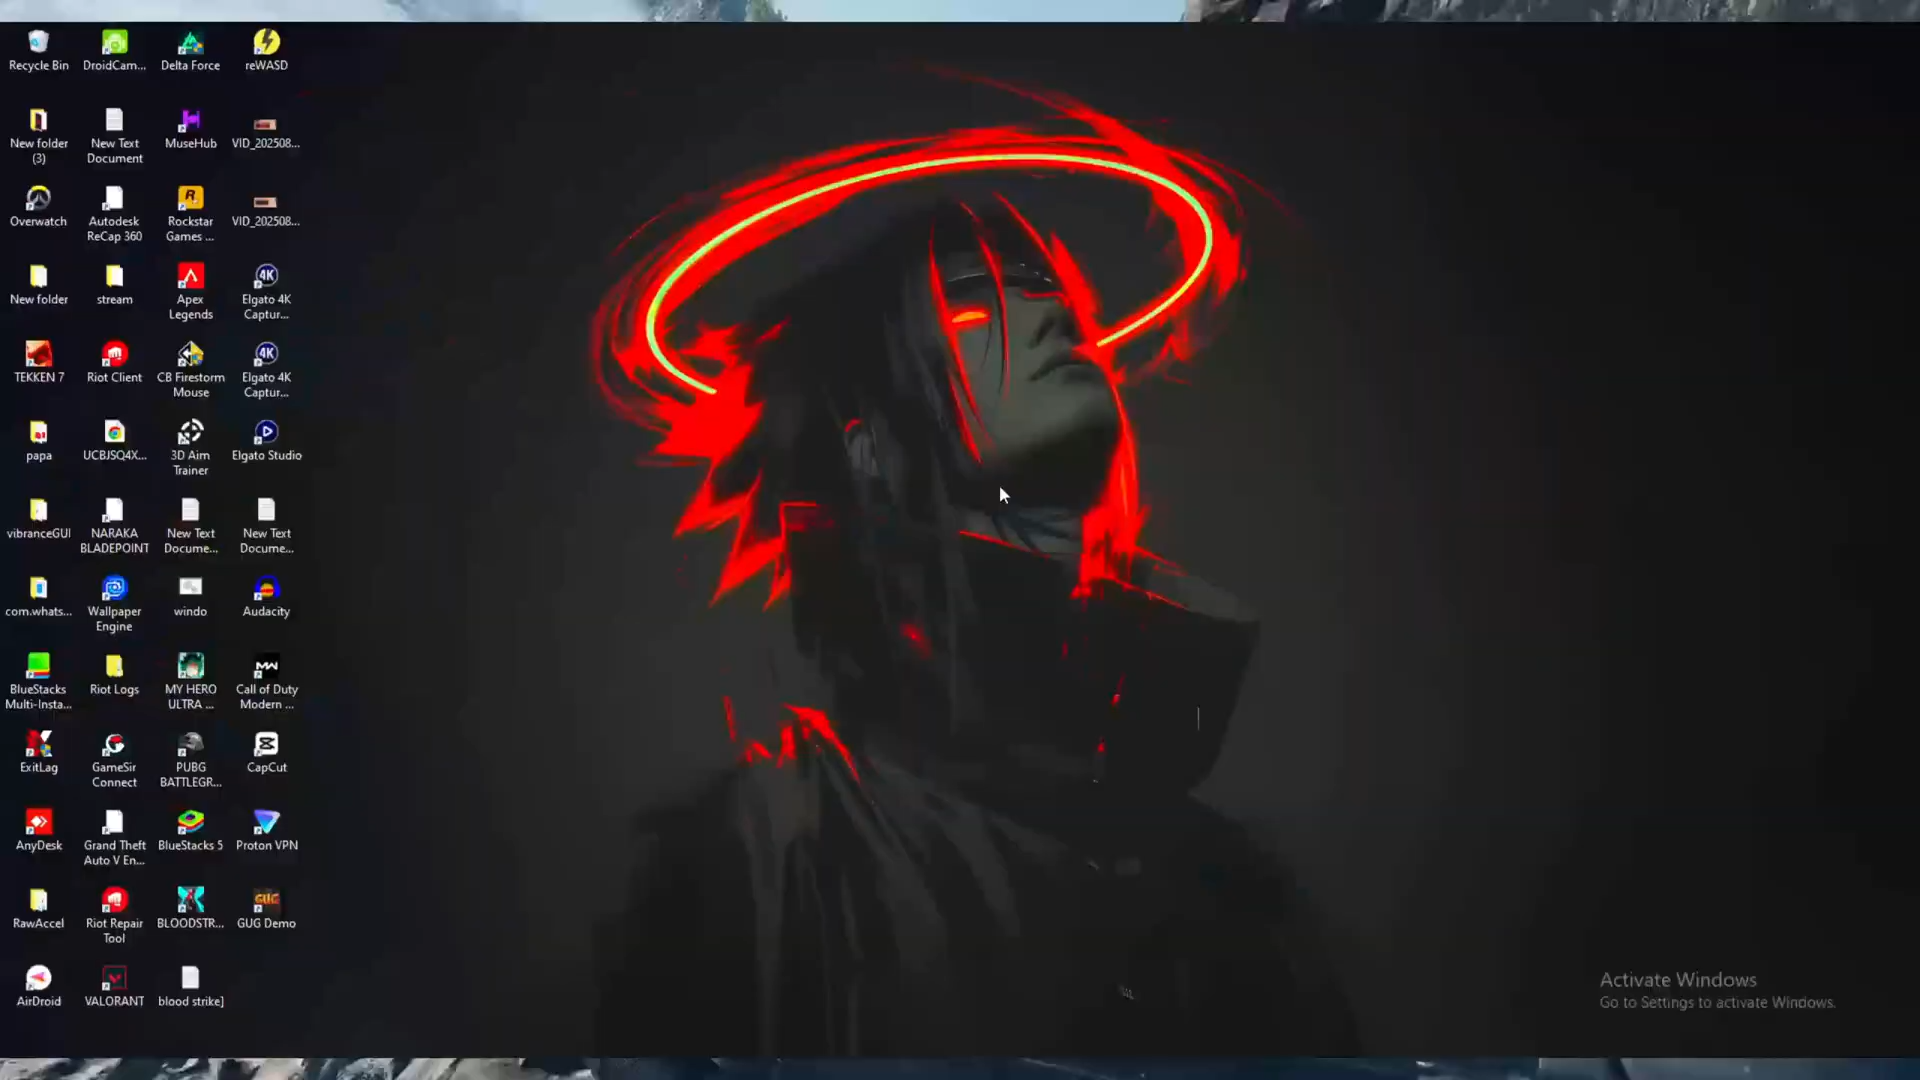 Recycle Bin
DroidCam...
Delta Force
reWASD
New folder
(3)
New Text
Document
MuseHub
VID_202508...
Overwatch
Autodesk
ReCap 360
Rockstar
Games ...
VID_202508...
New folder
stream
Apex
Legends
Elgato 4K
Captur...
TEKKEN 7
Riot Client
CB Firestorm
Mouse
Elgato 4K
Captur...
papa
UCBJSQ4X...
3D Aim
Trainer
Elgato Studio
vibranceGUI
NARAKA
BLADEPOINT
New Text
Docume...
New Text
Docume...
com.whats...
Wallpaper
Engine
windo
Audacity
BlueStacks
Multi-Insta...
Riot Logs
MY HERO
ULTRA ...
Call of Duty
Modern ...
ExitLag
GameSir
Connect
PUBG
BATTLEGR...
CapCut
AnyDesk
Grand Theft
Auto V En...
BlueStacks 5
Proton VPN
RawAccel
Riot Repair
Tool
BLOODSTR...
GUG Demo
AirDroid
VALORANT
blood strike]
Activate Windows
Go to Settings to activate Windows.